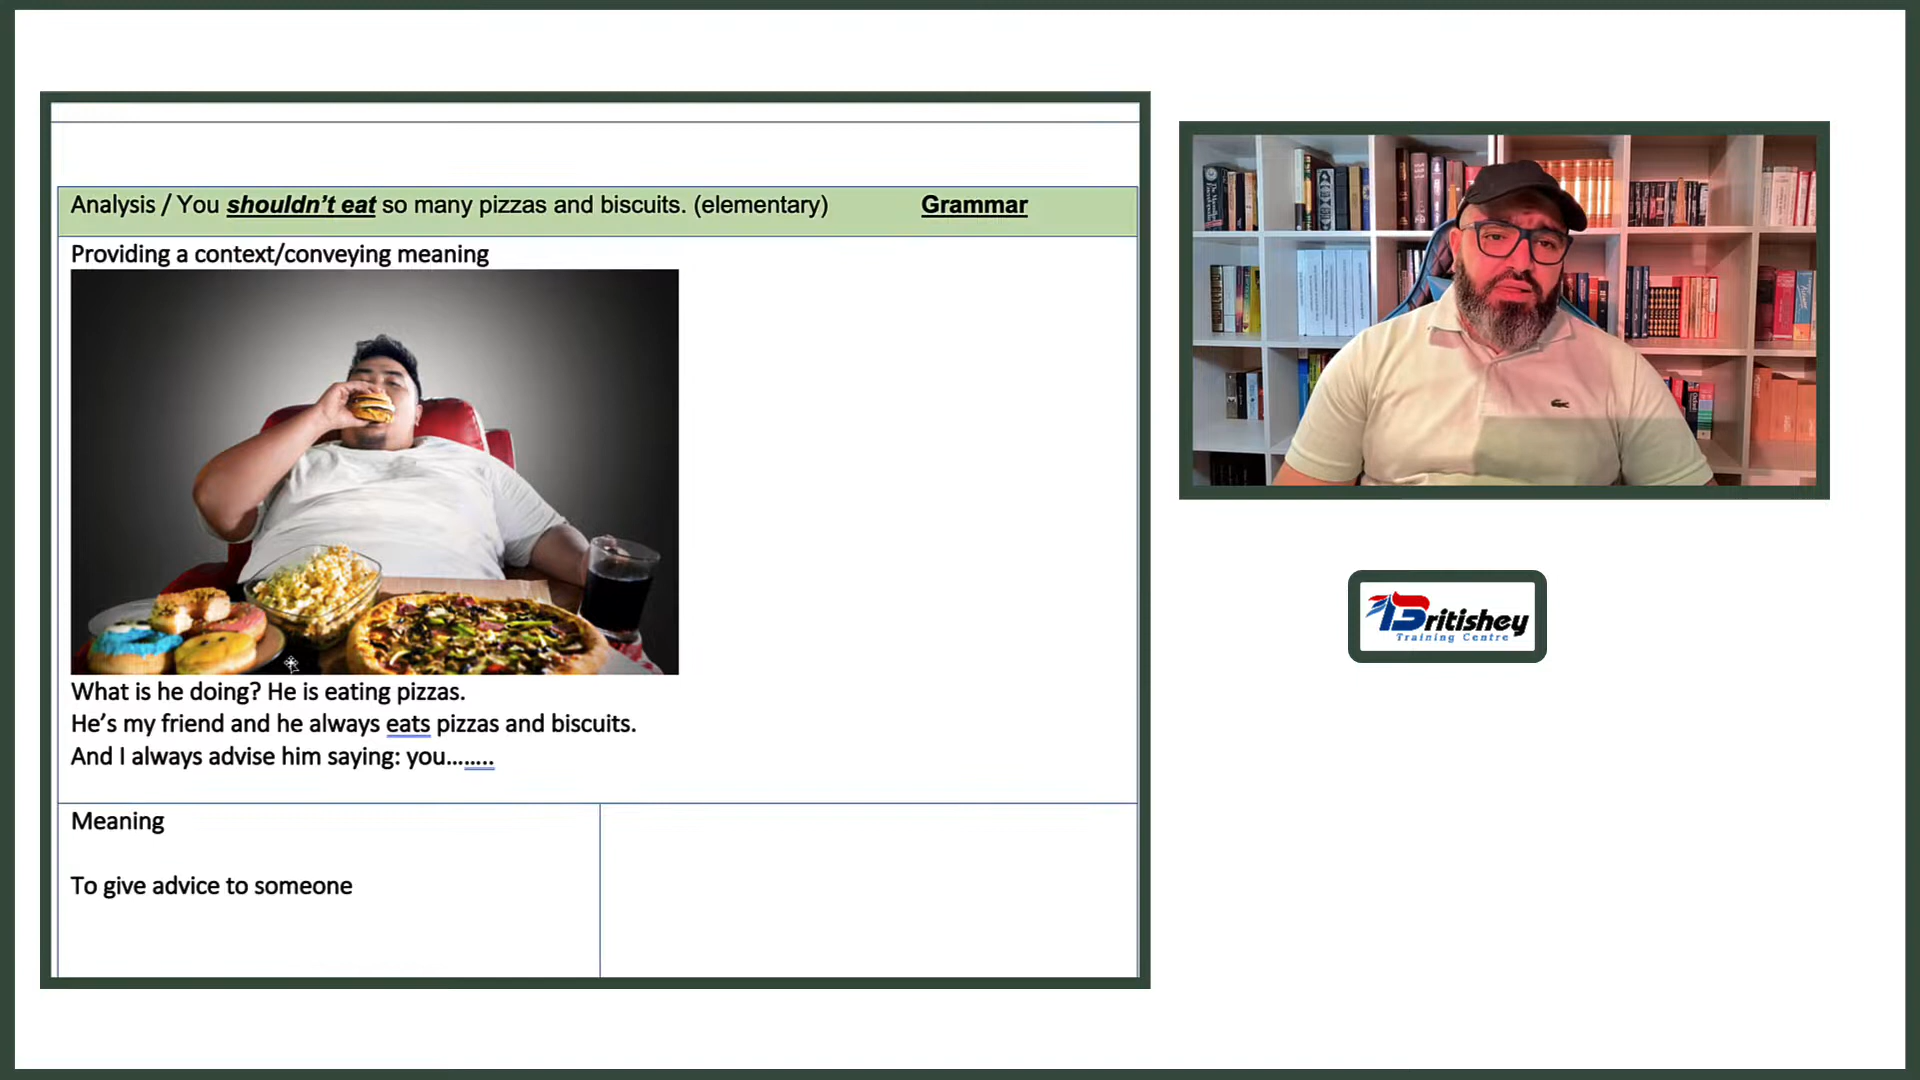 Analysis / You shouldn't eat so many pizzas and biscuits. (elementary) Grammar
Providing a context/conveying meaning
What is he doing? He is eating pizzas.
He's my friend and he always eats pizzas and biscuits.
And I always advise him saying: you........
Meaning
To give advice to someone
Britishey
Training Centre